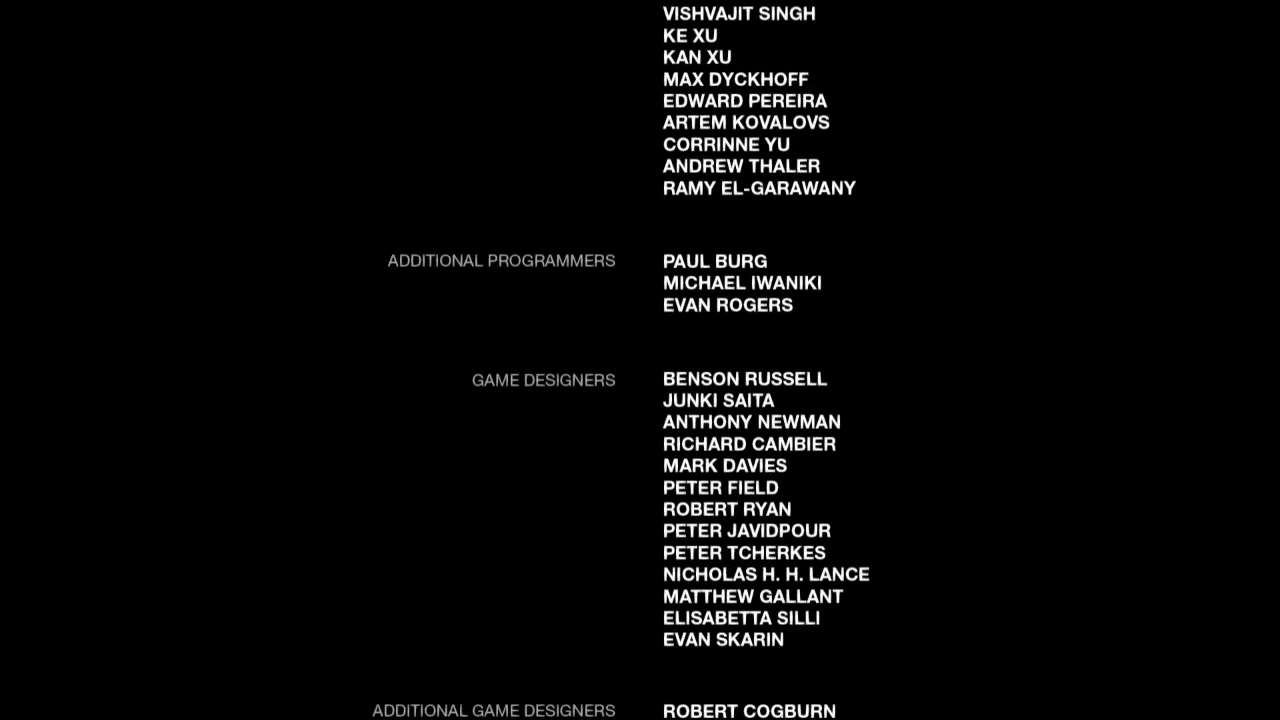 VISHVAJIT SINGH
KE XU
KAN XU
MAX DYCKHOFF
EDWARD PEREIRA
ARTEM KOVALOVS
CORRINNE YU
ANDREW THALER
RAMY EL-GARAWANY
ADDITIONAL PROGRAMMERS PAUL BURG
MICHAEL IWANIKI
EVAN ROGERS
GAME DESIGNERS BENSON RUSSELL
JUNKI SAITA
ANTHONY NEWMAN
RICHARD CAMBIER
MARK DAVIES
PETER FIELD
ROBERT RYAN
PETER JAVIDPOUR
PETER TCHERKES
NICHOLAS H. H. LANCE
MATTHEW GALLANT
ELISABETTA SILLI
EVAN SKARIN
ADDITIONAL GAME DESIGNERS ROBERT COGBURN